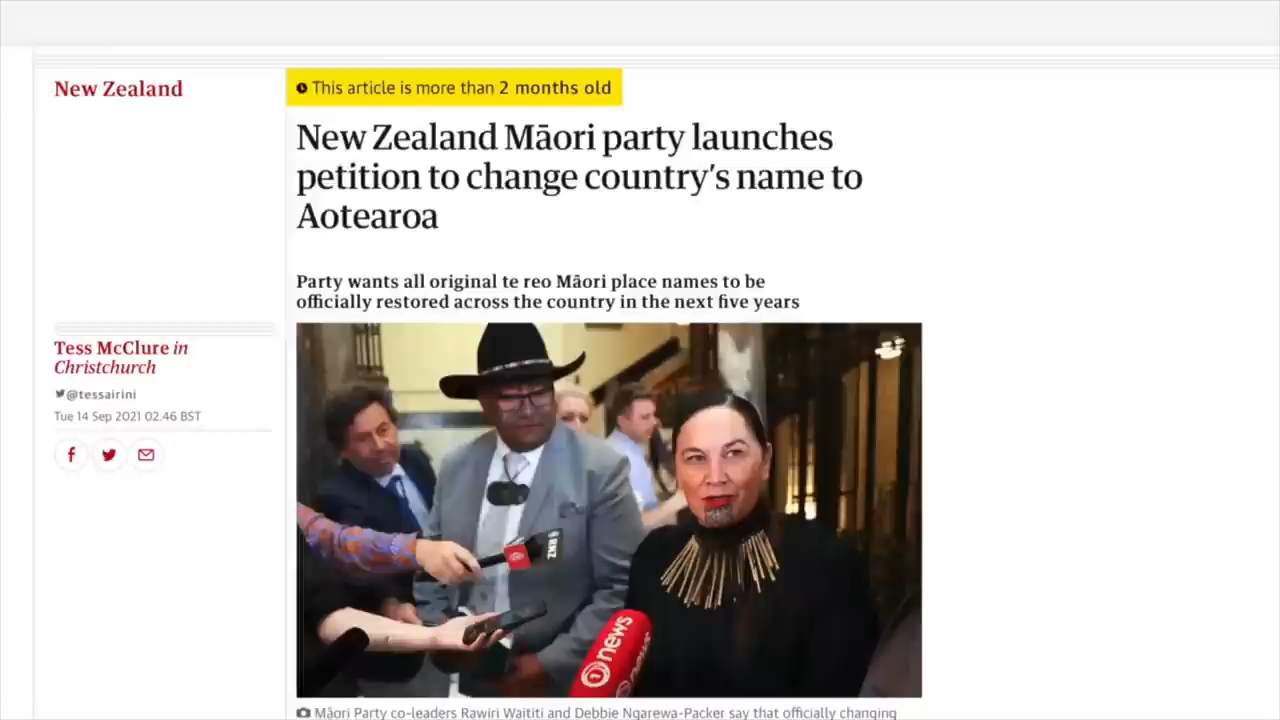 New Zealand
This article is more than 2 months old
New Zealand Māori party launches
petition to change country's name to
Aotearoa
Party wants all original te reo Māori place names to be
officially restored across the country in the next five years
Tess McClure in
Christchurch
@tessairini
Tue 14 Sep 2021 02.46 BST
RNZ
1 news
news
Māori Party co-leaders Rawiri Waititi and Debbie Ngarewa-Packer say that officially changing